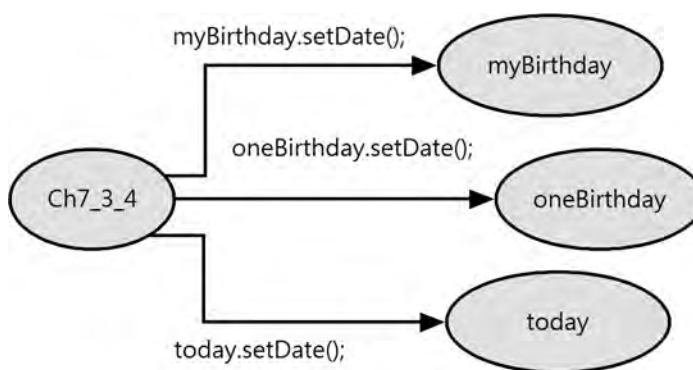 myBirthday.setDate();
myBirthday
oneBirthday.setDate();
Ch7_3_4
oneBirthday
today
today.setDate();